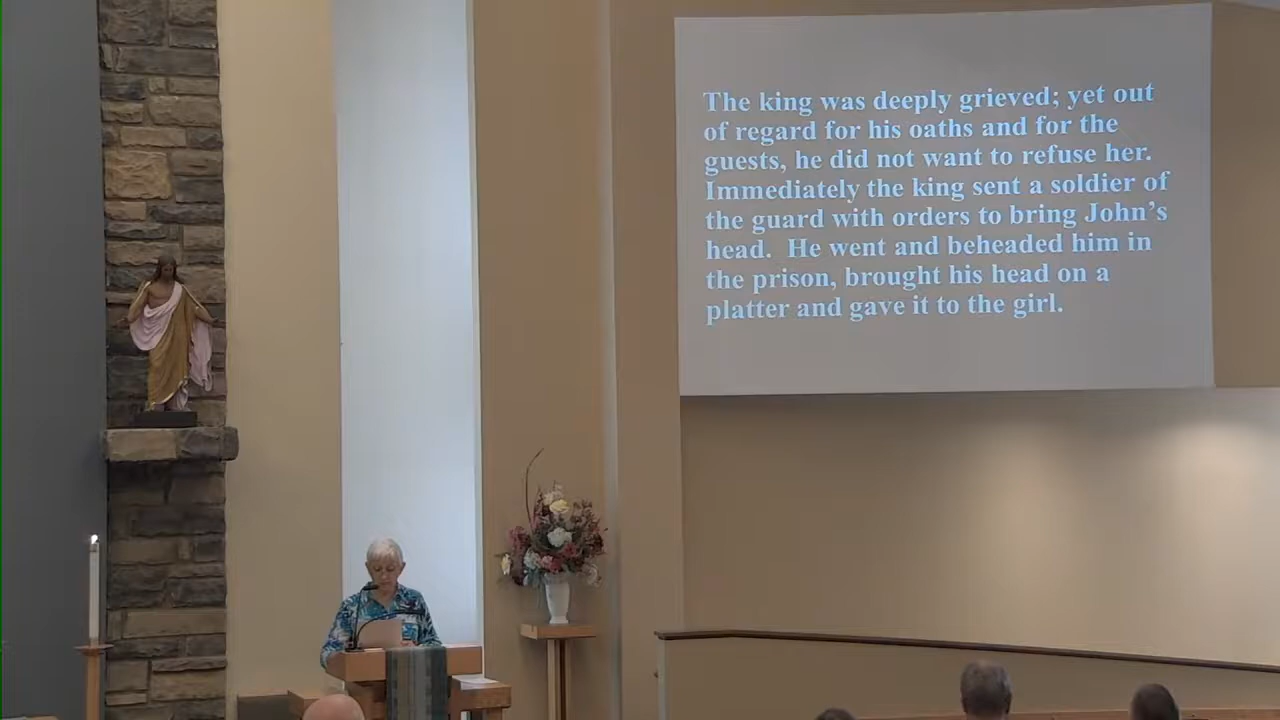 The king was deeply grieved; yet out
of regard for his oaths and for the
guests, he did not want to refuse her.
Immediately the king sent a soldier of
the guard with orders to bring John’s
head.  He went and beheaded him in
the prison, brought his head on a
platter and gave it to the girl.